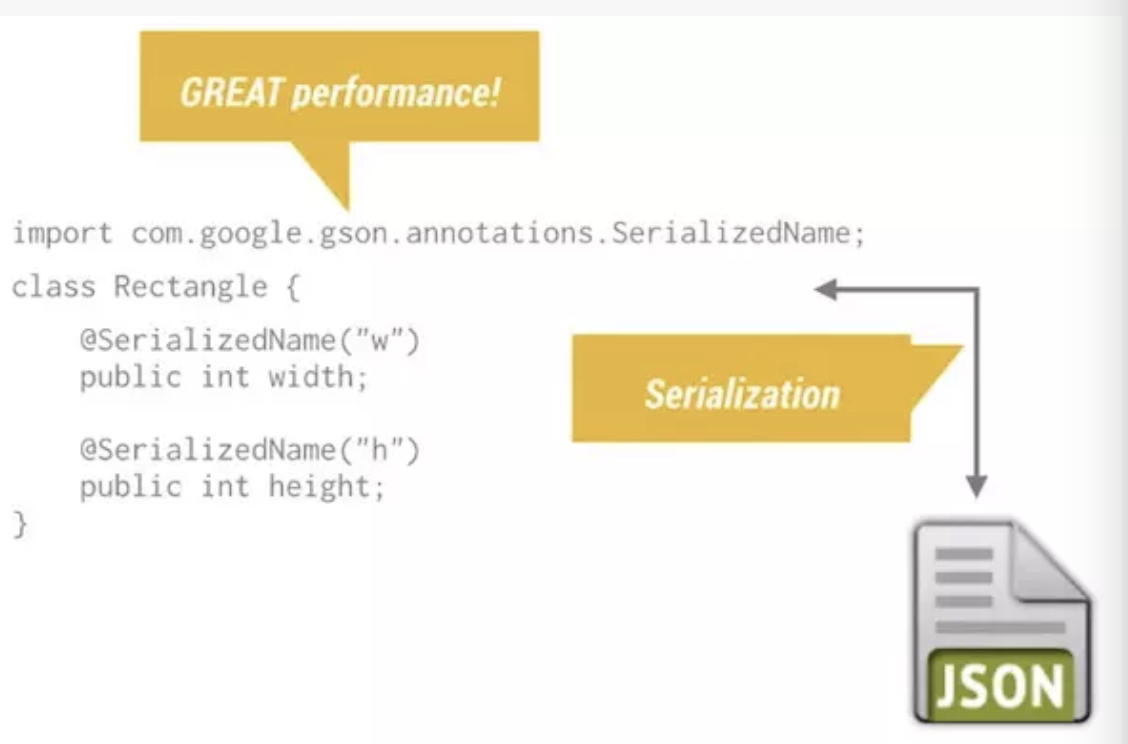 GREAT performance!
import com.google.gson.annotations.SerializedName;
class Rectangle {
@SerializedName("w")
public int width;
Serialization
@SerializedName("h")
public int height;
}
JSON